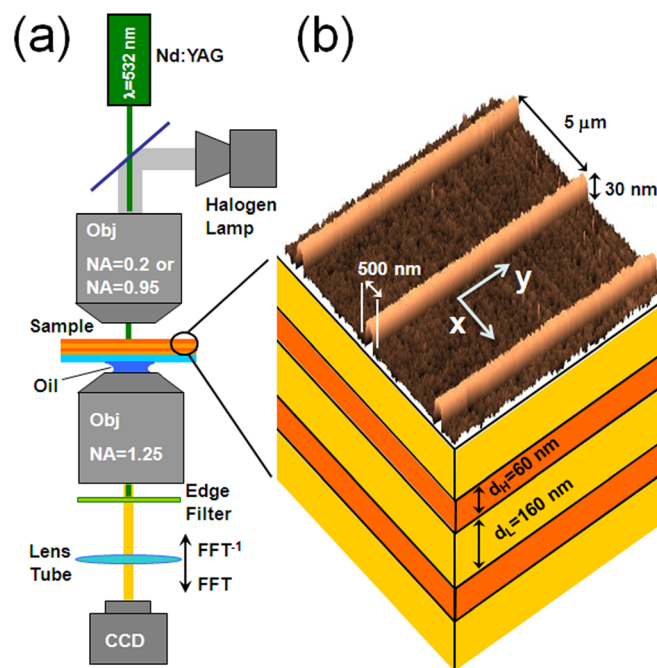 (a)
Nd:YAG
λ=532 nm
Halogen
Lamp
Obj
NA=0.2 or
NA=0.95
Sample
Oil
Obj
NA=1.25
Edge
Filter
Lens
Tube
FFT⁻¹
FFT
CCD
(b)
5 μm
30 nm
500 nm
y
x
d_H=60 nm
d_L=160 nm